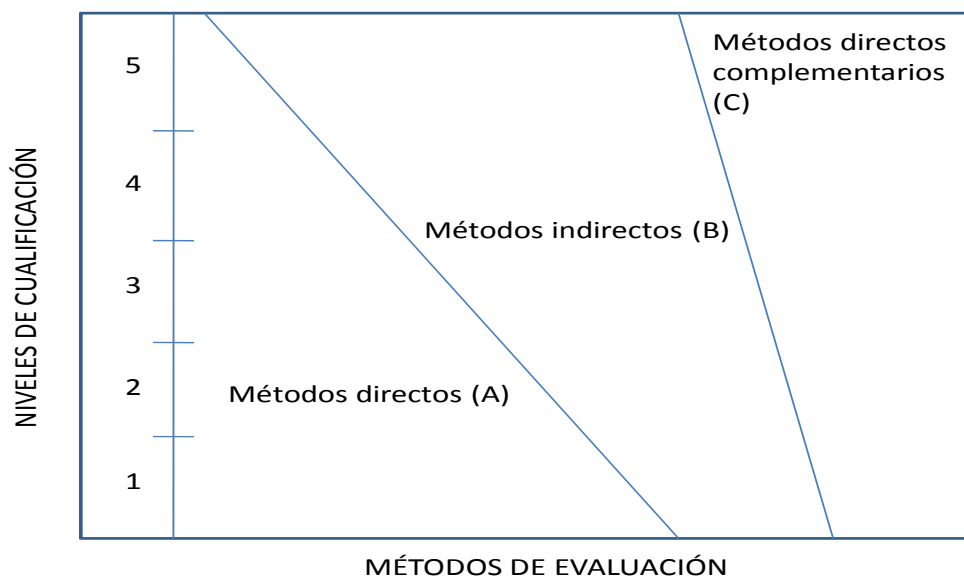 Métodos directos
complementarios
(C)
5
4
Métodos indirectos (B)
3
2
Métodos directos (A)
1
NIVELES DE CUALIFICACIÓN
MÉTODOS DE EVALUACIÓN